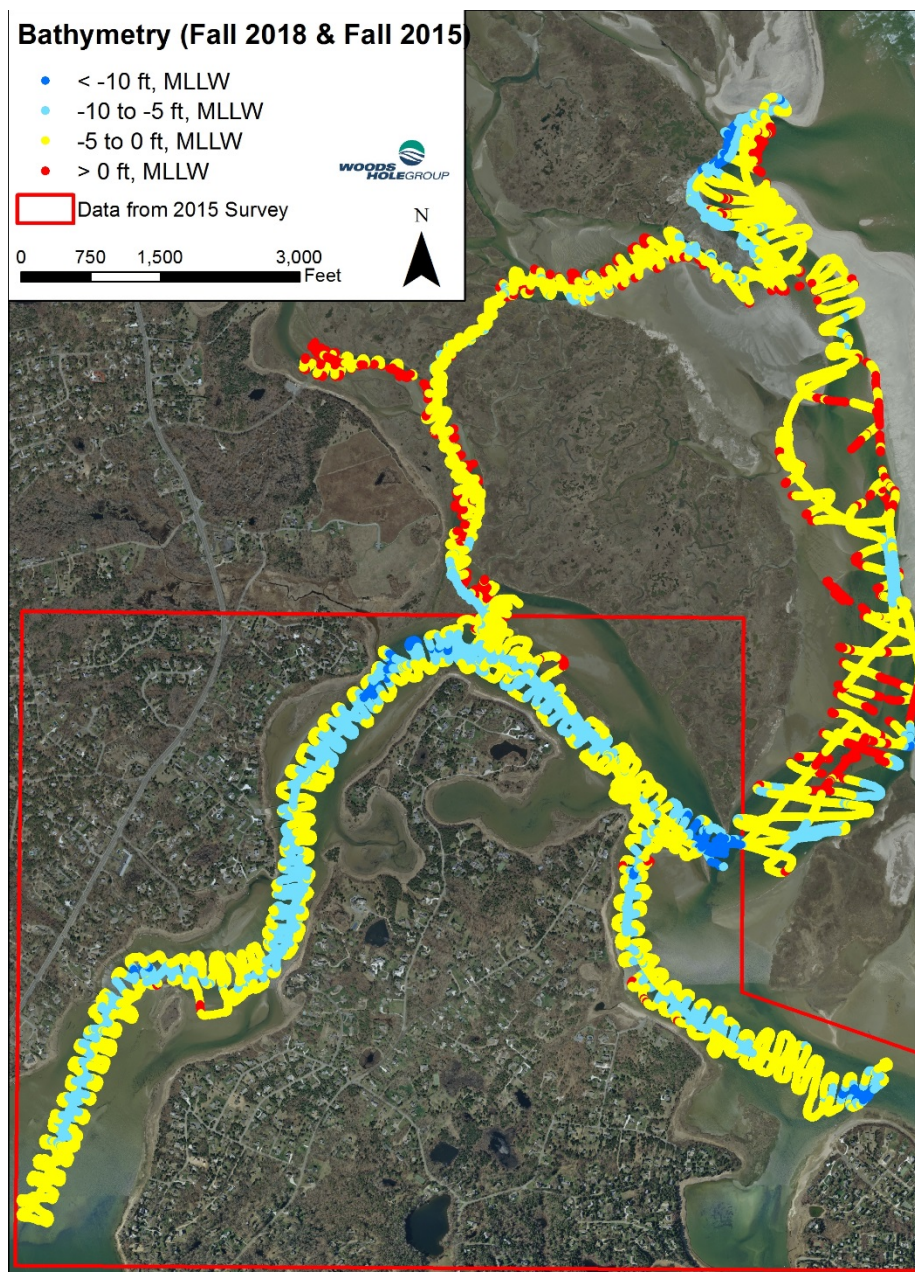 Bathymetry (Fall 2018 & Fall 2015)
< -10 ft, MLLW
-10 to -5 ft, MLLW
-5 to 0 ft, MLLW
> 0 ft, MLLW
WOODS
HOLE GROUP
Data from 2015 Survey
N
0 750 1,500 3,000
Feet